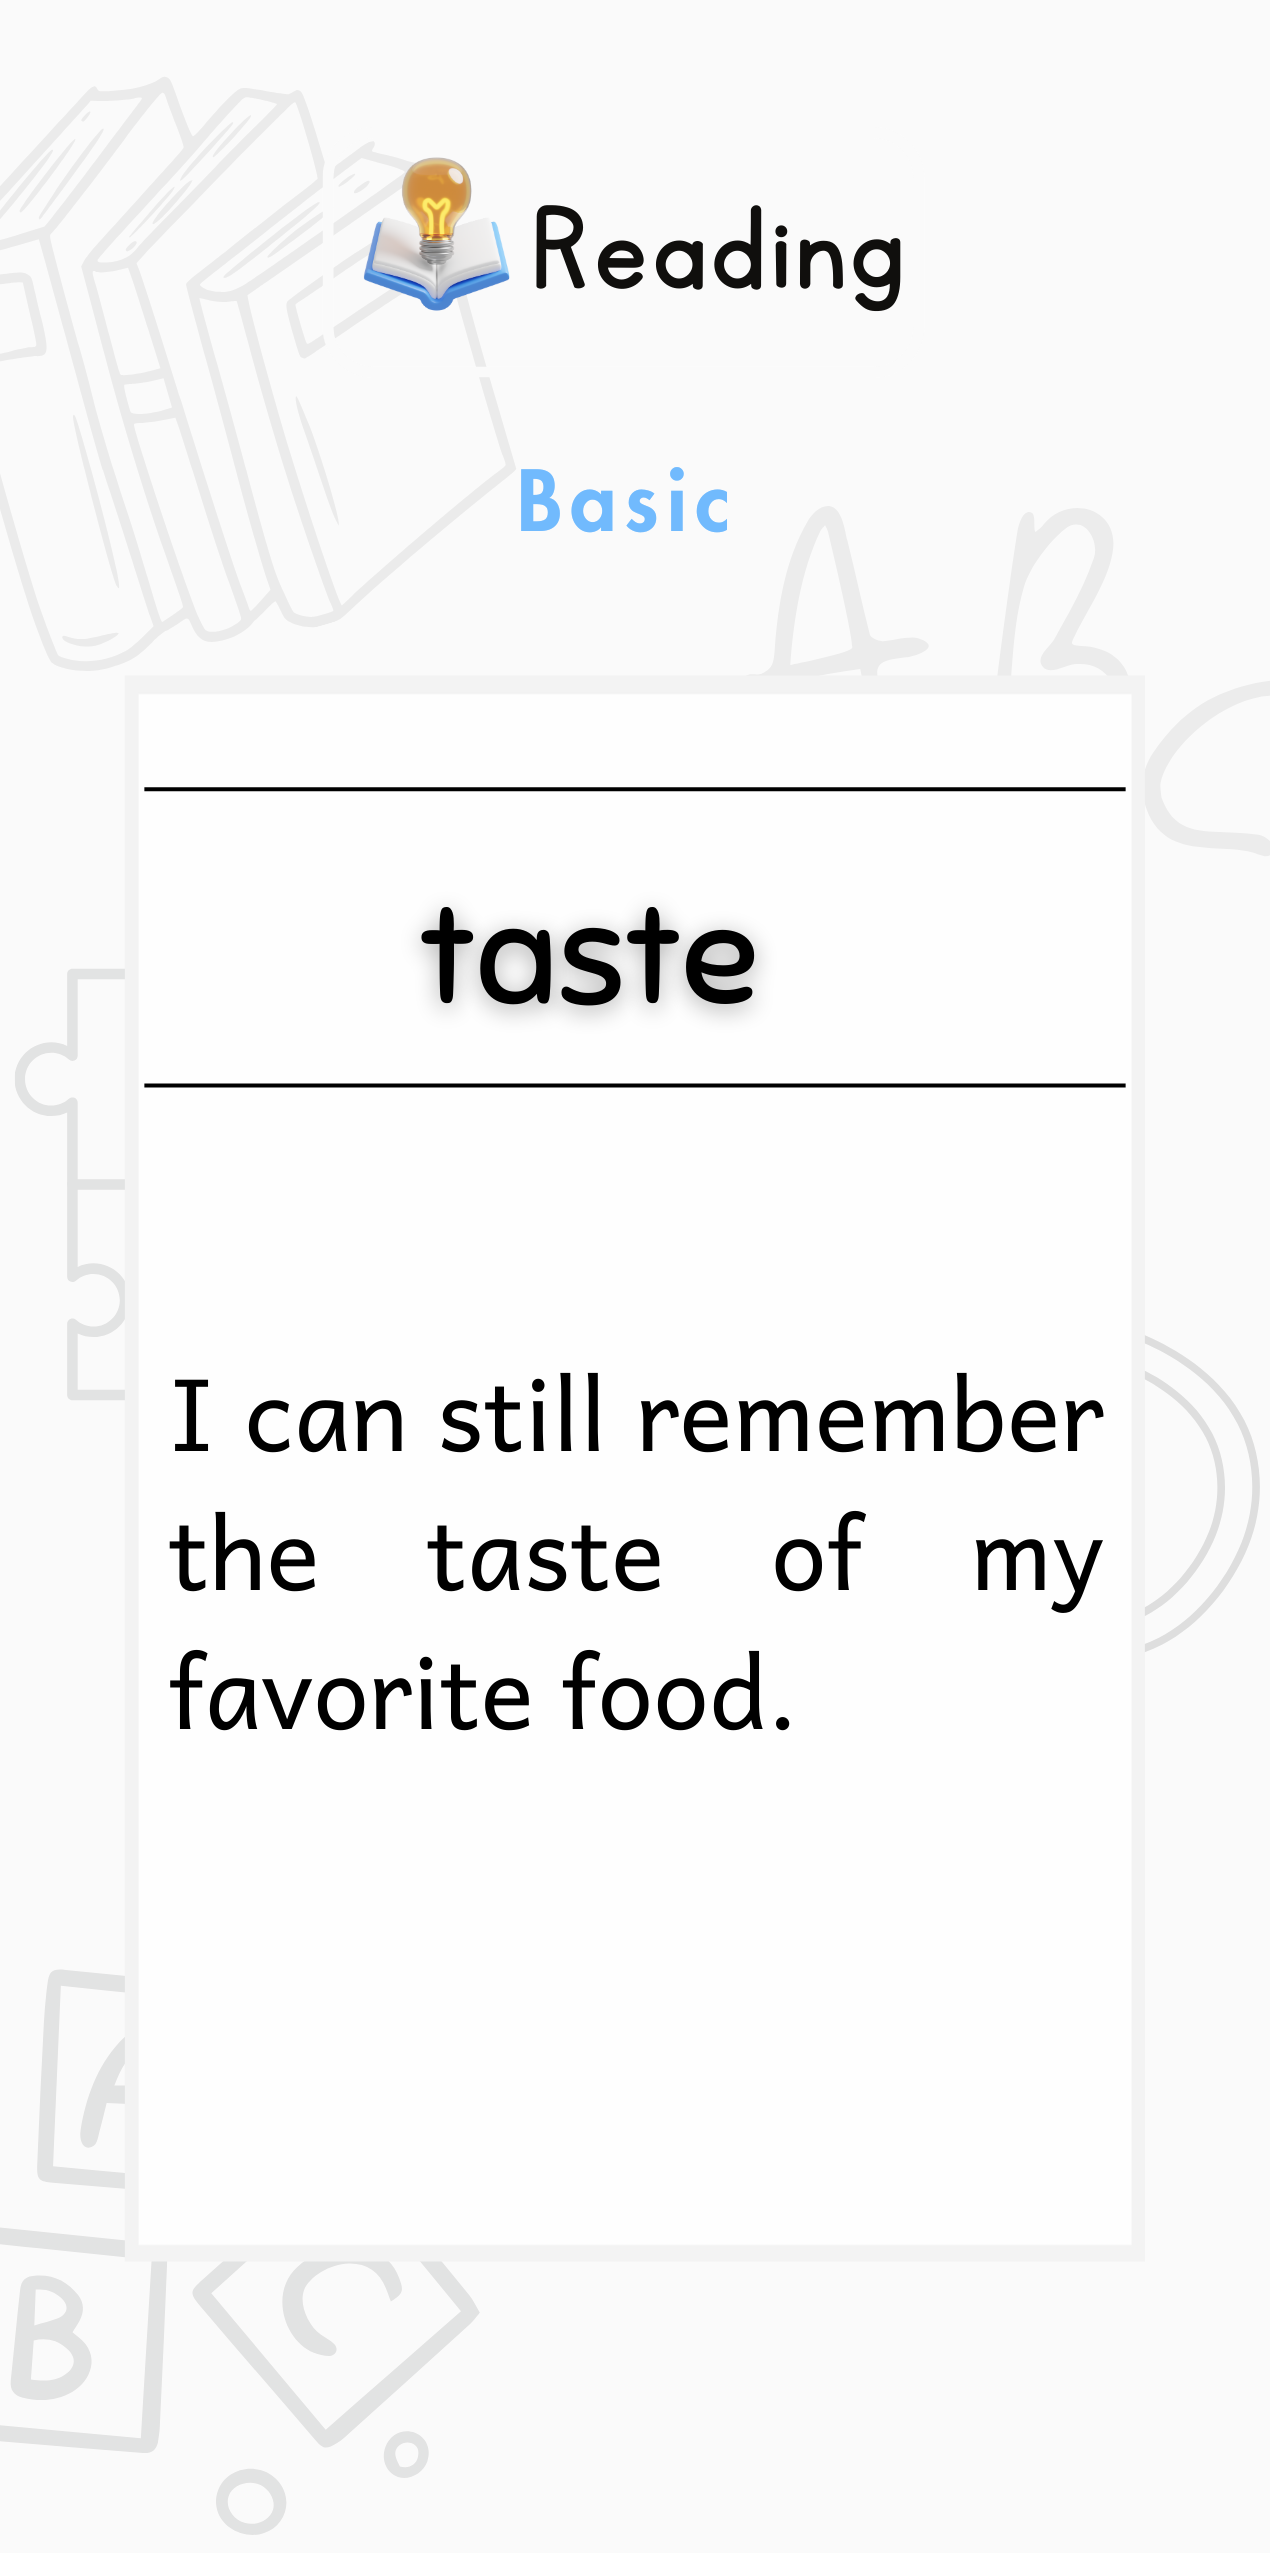 Reading
Basic
A B C
taste
I can still remember
the taste of my
favorite food.
A
B
C